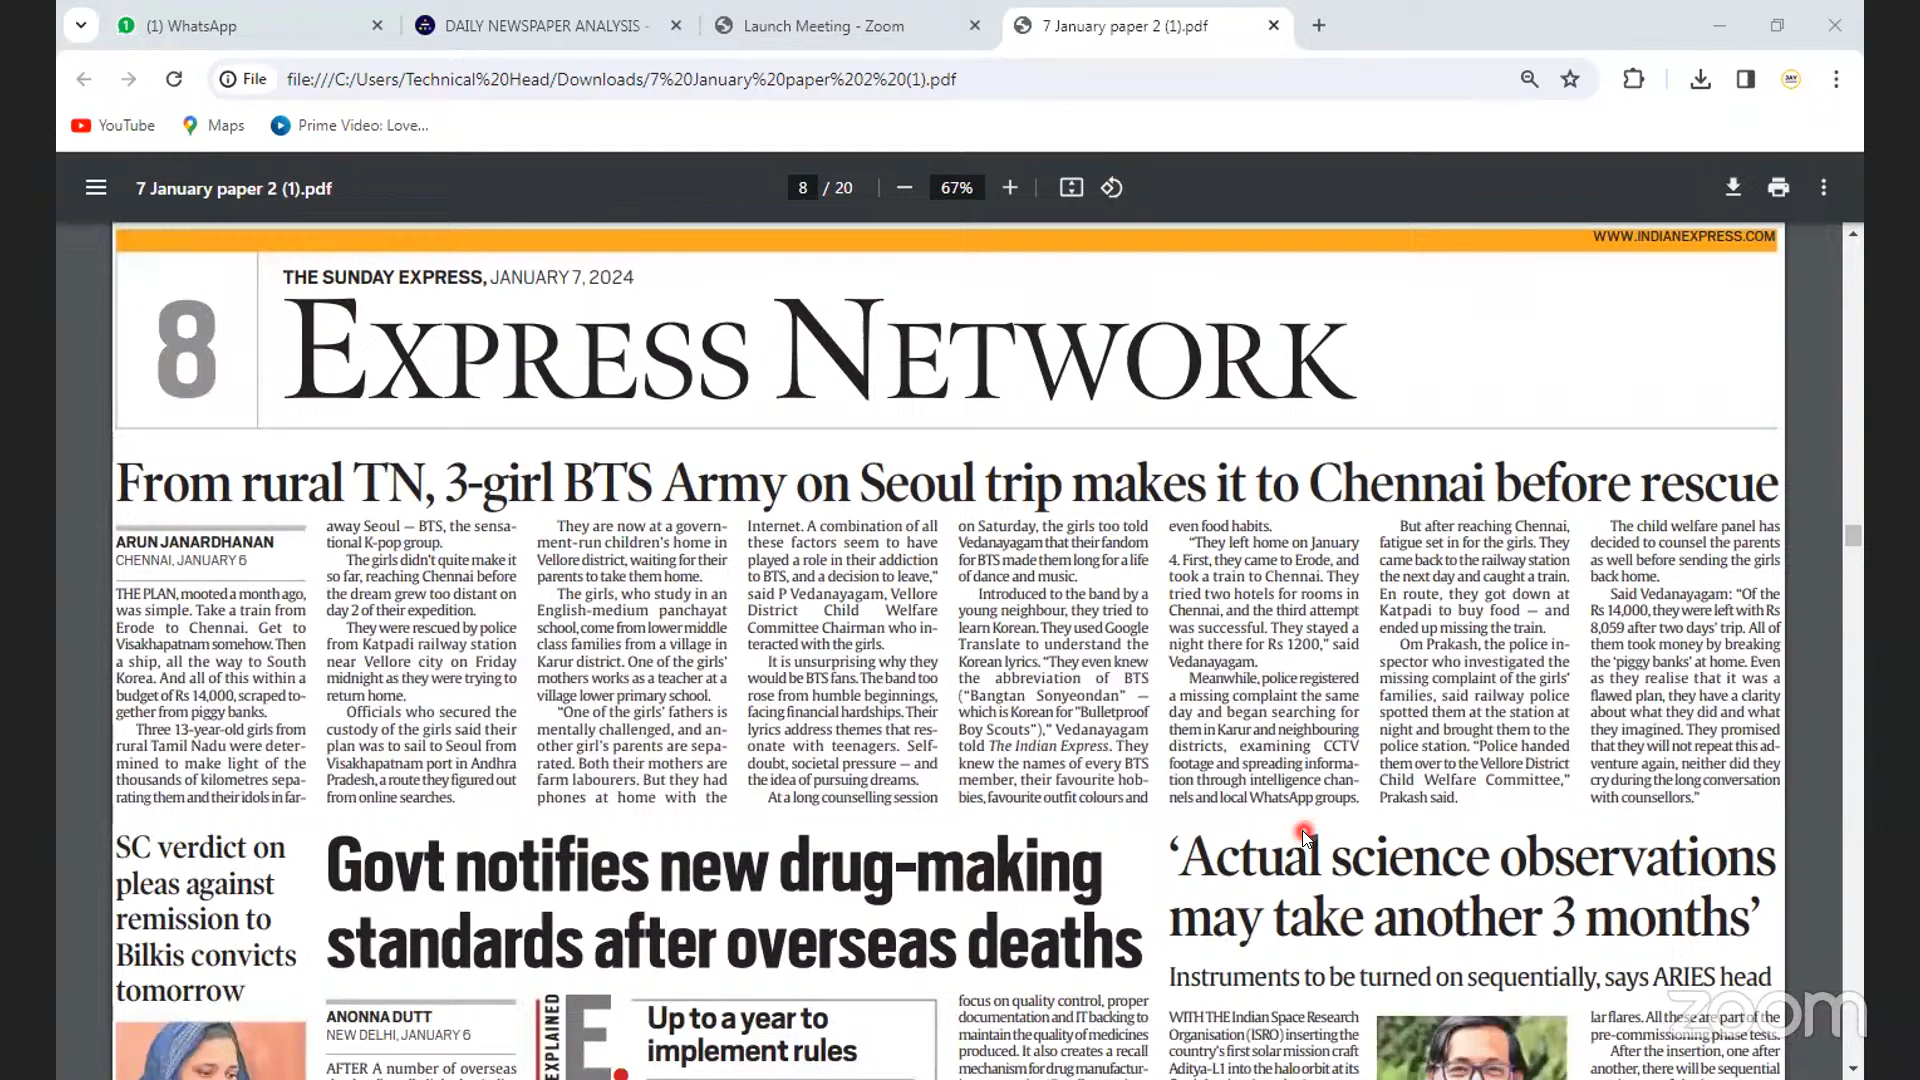 (1) WhatsApp
DAILY NEWSPAPER ANALYSIS -
Launch Meeting - Zoom
7 January paper 2 (1).pdf
File
file:///C:/Users/Technical%20Head/Downloads/7%20January%20paper%202%20(1).pdf
YouTube
Maps
Prime Video: Love...
7 January paper 2 (1).pdf
8 / 20
67%
WWW.INDIANEXPRESS.COM
8
THE SUNDAY EXPRESS, JANUARY 7, 2024
EXPRESS NETWORK
From rural TN, 3-girl BTS Army on Seoul trip makes it to Chennai before rescue
ARUN JANARDHANAN
CHENNAI, JANUARY 6
THE PLAN, mooted a month ago,
was simple. Take a train from
Erode to Chennai. Get to
Visakhapatnam somehow. Then
a ship, all the way to South
Korea. And all of this within a
budget of Rs 14,000, scraped to-
gether from piggy banks.
Three 13-year-old girls from
rural Tamil Nadu were deter-
mined to make light of the
thousands of kilometres sepa-
rating them and their idols in far-
away Seoul — BTS, the sensa-
tional K-pop group.
The girls didn't quite make it
so far, reaching Chennai before
the dream grew too distant on
day 2 of their expedition.
They were rescued by police
from Katpadi railway station
near Vellore city on Friday
midnight as they were trying to
return home.
Officials who secured the
custody of the girls said their
plan was to sail to Seoul from
Visakhapatnam port in Andhra
Pradesh, a route they figured out
from online searches.
They are now at a govern-
ment-run children's home in
Vellore district, waiting for their
parents to take them home.
The girls, who study in an
English-medium panchayat
school, come from lower middle
class families from a village in
Karur district. One of the girls'
mothers works as a teacher at a
village lower primary school.
"One of the girls' fathers is
mentally challenged, and an-
other girl's parents are sepa-
rated. Both their mothers are
farm labourers. But they had
phones at home with the
Internet. A combination of all
these factors seem to have
played a role in their addiction
to BTS, and a decision to leave,"
said P Vedanayagam, Vellore
District Child Welfare
Committee Chairman who in-
teracted with the girls.
It is unsurprising why they
would be BTS fans. The band too
rose from humble beginnings,
facing financial hardships. Their
lyrics address themes that res-
onate with teenagers. Self-
doubt, societal pressure — and
the idea of pursuing dreams.
At a long counselling session
on Saturday, the girls too told
Vedanayagam that their fandom
for BTS made them long for a life
of dance and music.
Introduced to the band by a
young neighbour, they tried to
learn Korean. They used Google
Translate to understand the
Korean lyrics. "They even knew
the abbreviation of BTS
("Bangtan Sonyeondan" —
which is Korean for "Bulletproof
Boy Scouts")," Vedanayagam
told The Indian Express. They
knew the names of every BTS
member, their favourite hob-
bies, favourite outfit colours and
even food habits.
"They left home on January
4. First, they came to Erode, and
took a train to Chennai. They
tried two hotels for rooms in
Chennai, and the third attempt
was successful. They stayed a
night there for Rs 1200," said
Vedanayagam.
Meanwhile, police registered
a missing complaint the same
day and began searching for
them in Karur and neighbouring
districts, examining CCTV
footage and spreading informa-
tion through intelligence chan-
nels and local WhatsApp groups.
But after reaching Chennai,
fatigue set in for the girls. They
came back to the railway station
the next day and caught a train.
En route, they got down at
Katpadi to buy food — and
ended up missing the train.
Om Prakash, the police in-
spector who investigated the
missing complaint of the girls'
families, said railway police
spotted them at the station at
night and brought them to the
police station. "Police handed
them over to the Vellore District
Child Welfare Committee,"
Prakash said.
The child welfare panel has
decided to counsel the parents
as well before sending the girls
back home.
Said Vedanayagam: "Of the
Rs 14,000, they were left with Rs
8,059 after two days' trip. All of
them took money by breaking
the 'piggy banks' at home. Even
as they realise that it was a
flawed plan, they have a clarity
about what they did and what
they imagined. They promised
that they will not repeat this ad-
venture again, neither did they
cry during the long conversation
with counsellors."
SC verdict on
pleas against
remission to
Bilkis convicts
tomorrow
Govt notifies new drug-making
standards after overseas deaths
ANONNA DUTT
NEW DELHI, JANUARY 6
AFTER A number of overseas
EXPLAINED
E.
Up to a year to
implement rules
focus on quality control, proper
documentation and IT backing to
maintain the quality of medicines
produced. It also creates a recall
mechanism for drug manufactur-
'Actual science observations
may take another 3 months'
Instruments to be turned on sequentially, says ARIES head
WITH THE Indian Space Research
Organisation (ISRO) inserting the
country's first solar mission craft
Aditya-L1 into the halo orbit at its
lar flares. All these are part of the
pre-commissioning phase tests.
After the insertion, one after
another, there will be sequential
zoom